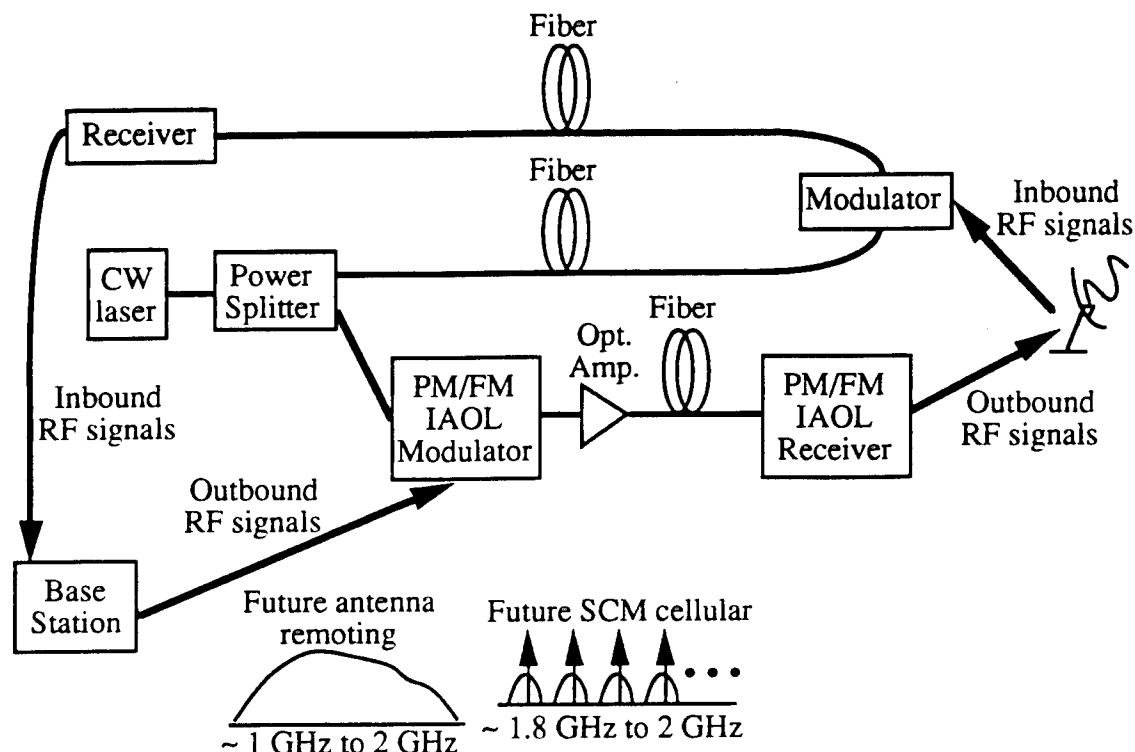 Fiber
Receiver
Fiber
Modulator
Inbound
RF signals
CW
laser
Power
Splitter
Fiber
Opt.
Amp.
PM/FM
IAOL
Modulator
PM/FM
IAOL
Receiver
Inbound
RF signals
Outbound
RF signals
Outbound
RF signals
Base
Station
Future antenna
remoting
Future SCM cellular
~ 1 GHz to 2 GHz
~ 1.8 GHz to 2 GHz